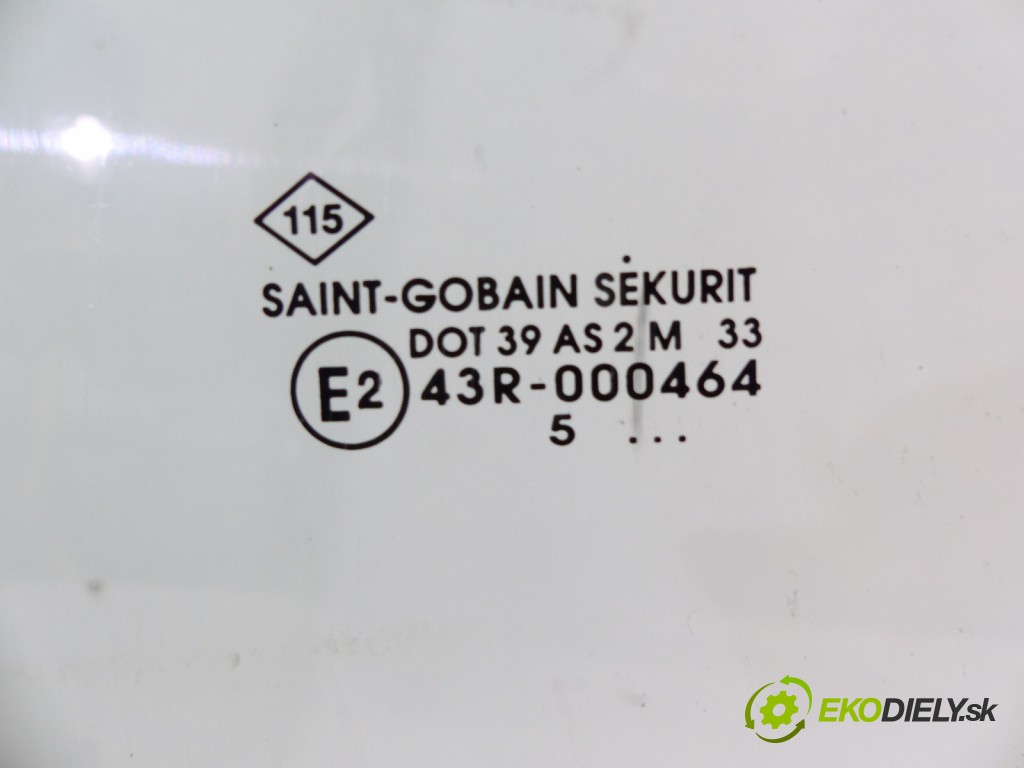 115
SAINT-GOBAIN SEKURIT
DOT 39 AS 2 M 33
E2 43R-000464
5 ...
EKODIELY.sk